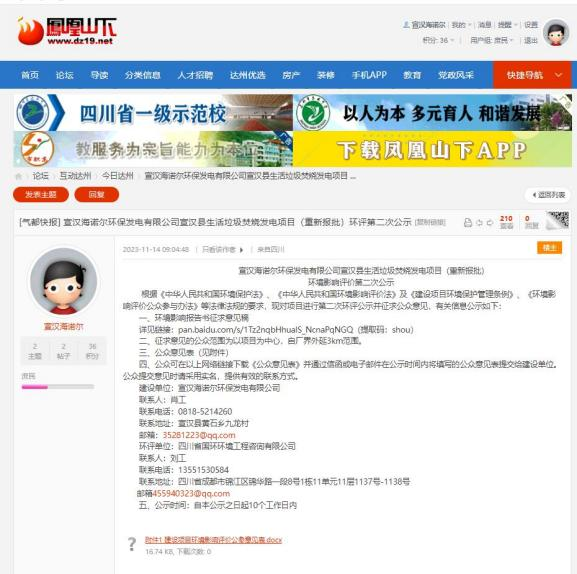 鳳凰山下
www.dz19.net
宣汉海诺尔 | 我的 | 消息 | 提醒 | 设置
积分: 36 | 用户组: 庶民 | 退出
首页 论坛 导读 分类信息 人才招聘 达州优选 房产 装修 手机APP 教育 党政风采 快捷导航
四川省一级示范校 以人为本 多元育人 和谐发展
教服务为宗旨能力为本位 下载凤凰山下APP
论坛 互动达州 今日达州 宣汉海诺尔环保发电有限公司宣汉县生活垃圾焚烧发电项目 ...
发表主题 回复 返回列表
[气都快报] 宣汉海诺尔环保发电有限公司宣汉县生活垃圾焚烧发电项目（重新报批）环评第二次公示 [复制链接] 210 查看 0 回复
宣汉海诺尔
2 主题 2 帖子 36 积分
庶民
2023-11-14 09:04:48 | 只看该作者 | 来自四川 楼主
宣汉海诺尔环保发电有限公司宣汉县生活垃圾焚烧发电项目（重新报批）
环境影响评价第二次公示
根据《中华人民共和国环境保护法》、《中华人民共和国环境影响评价法》及《建设项目环境保护管理条例》、《环境影
响评价公众参与办法》等法律法规的要求，现对项目进行第二次环评公示并征求公众意见，有关信息公示如下：
一、环境影响报告书征求意见稿
详见链接：pan.baidu.com/s/1Tz2nqbHhualS_NcnaPqNGQ（提取码：shou）
二、征求意见的公众范围为以项目为中心，自厂界外延3km范围。
三、公众意见表（见附件）
四、公众可在以上网络链接下载《公众意见表》并通过信函或电子邮件在公示时间内将填写的公众意见表提交给建设单位。
公众提交意见时请采用实名，提供有效的联系方式。
建设单位：宣汉海诺尔环保发电有限公司
联系人：肖工
联系电话：0818-5214260
联系地址：宣汉县黄石乡九龙村
邮箱：35281223@qq.com
环评单位：四川省国环环境工程咨询有限公司
联系人：刘工
联系电话：13551530584
联系地址：四川省成都市锦江区锦华路一段8号1栋11单元11层1137号-1138号
邮箱455940323@qq.com
五、公示时间：自本公示之日起10个工作日内
附件1 建设项目环境影响评价公参意见表.docx
16.74 KB, 下载次数: 0